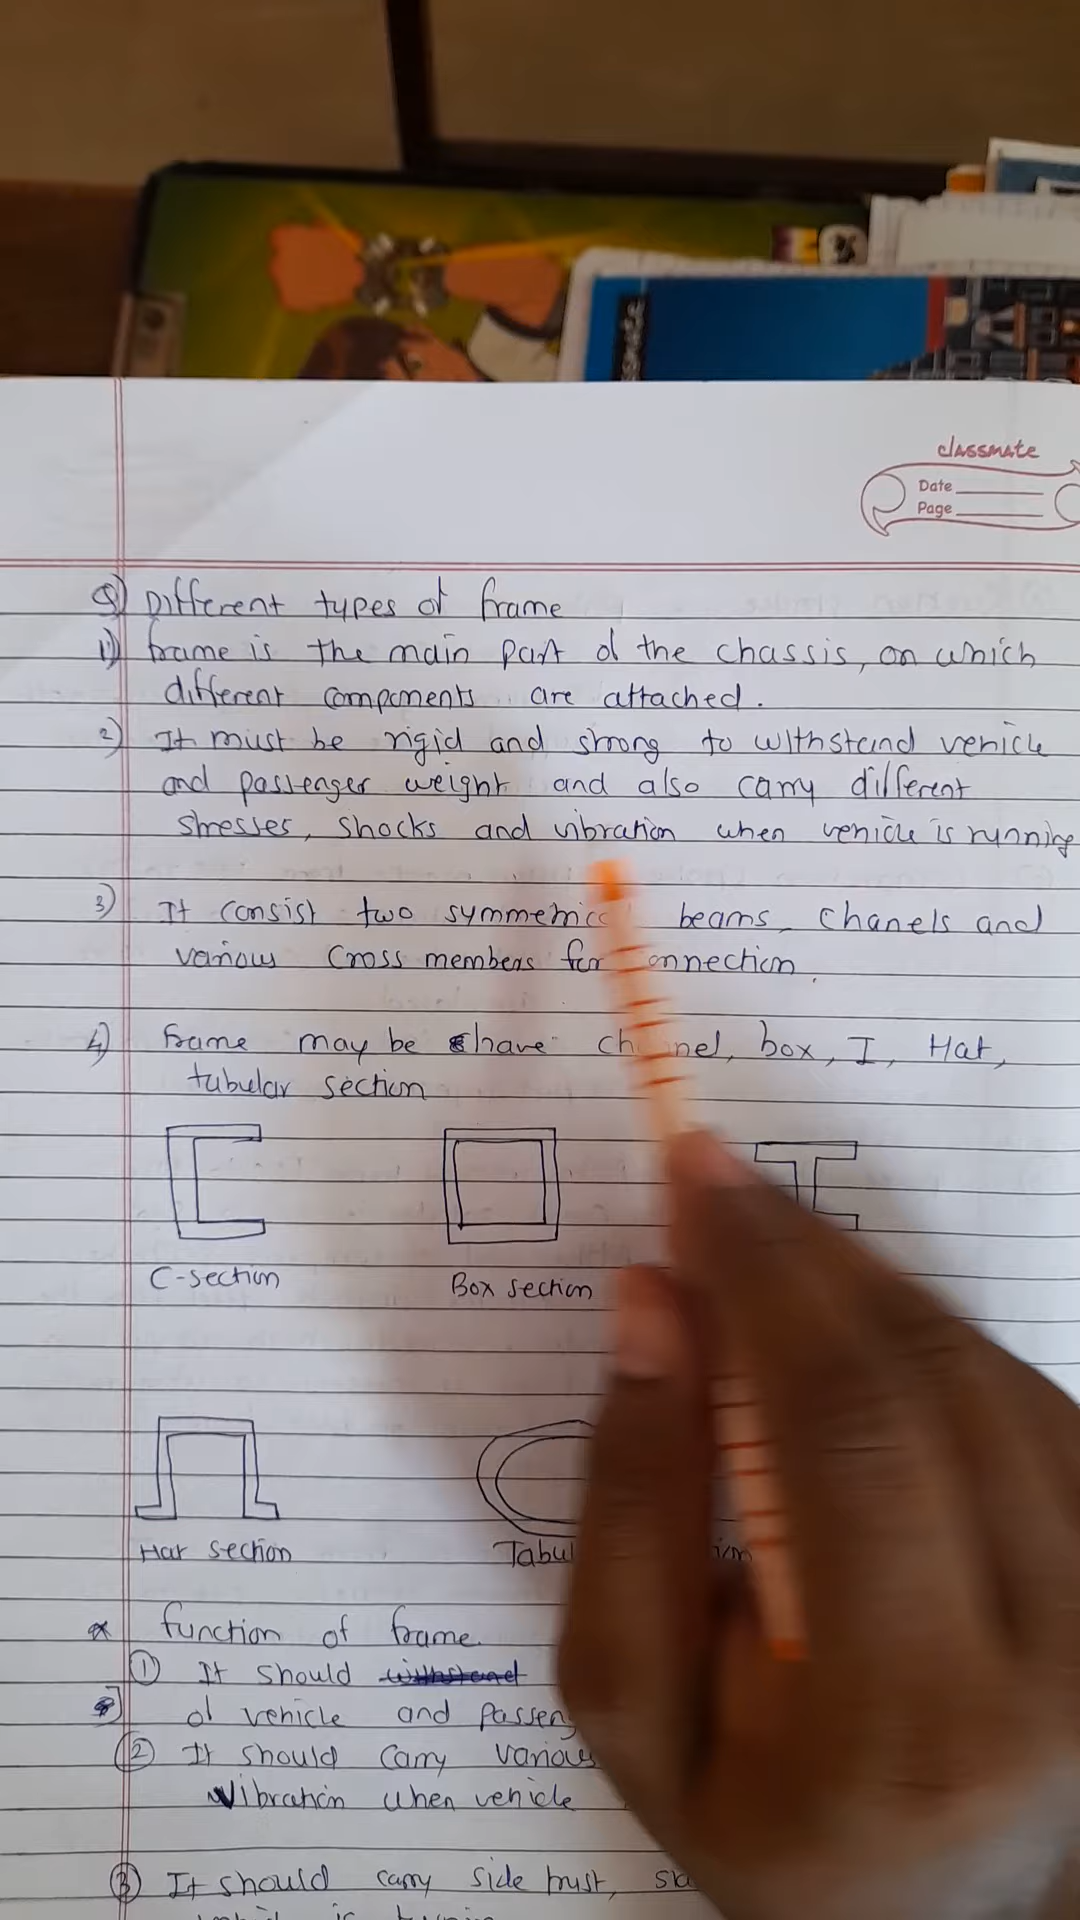 classmate
Date
Page
Q) Different types of frame
1) frame is the main part of the chassis, on which
different components are attached.
2) It must be rigid and strong to withstand vehicle
and passenger weight and also carry different
stresses, shocks and vibration when vehicle is running
3) It consist two symmetric beams, chanels and
various cross members for onnection.
4) frame may be have ch nel, box, I, Hat,
tubular section
C-section Box section
Hat section Tabul
* function of frame.
① It should
of vehicle and passeng
② It should carry various
vibration when vehicle
③ It should carry side trust,